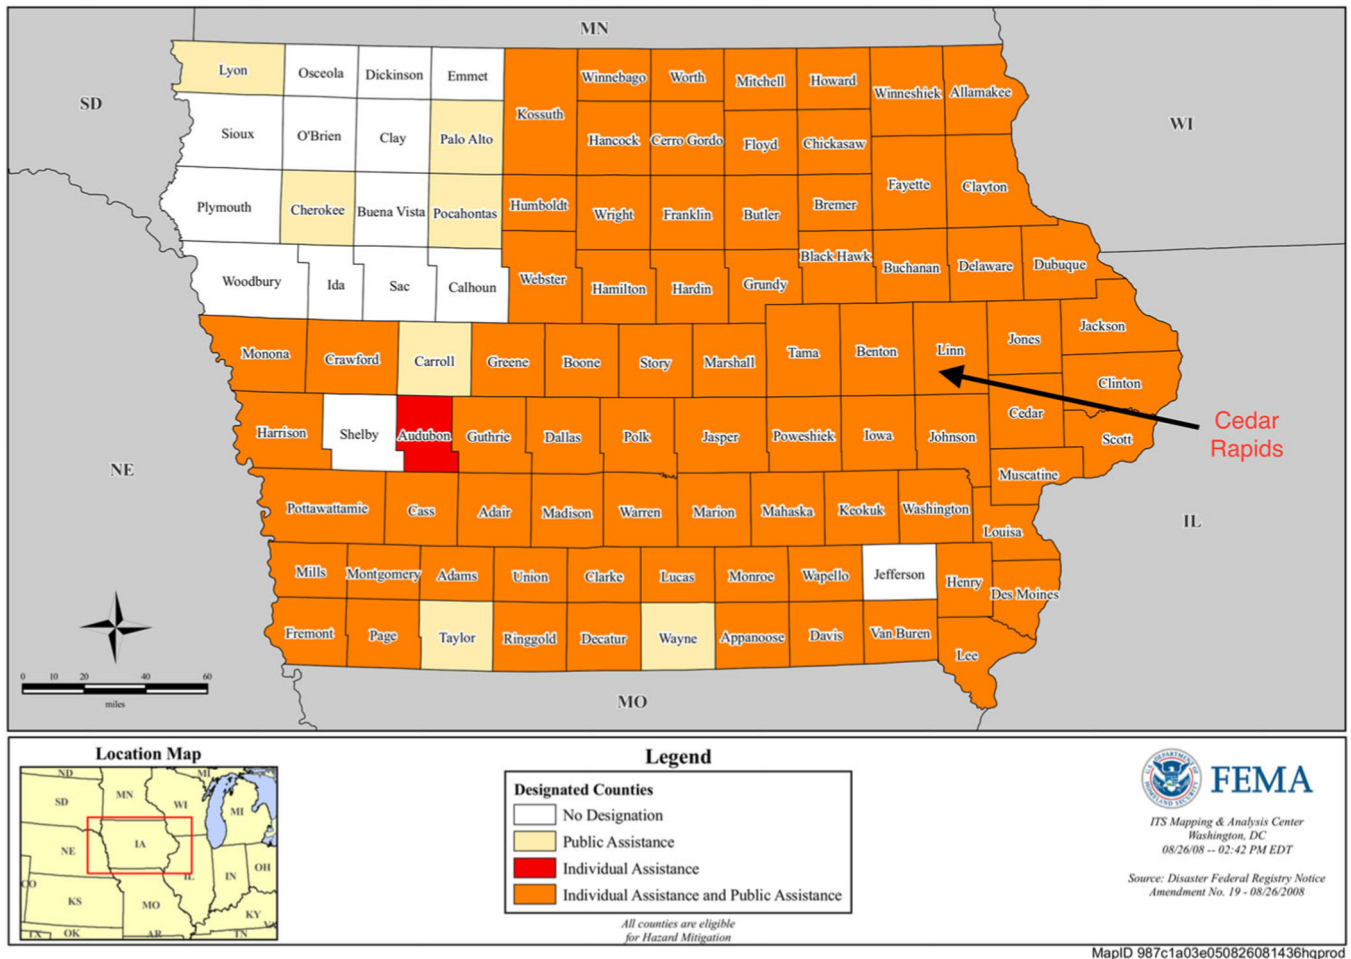 MN
Lyon
Osceola
Dickinson
Emmet
Kossuth
Winnebago
Worth
Mitchell
Howard
Winneshiek
Allamakee
SD
WI
Sioux
O'Brien
Clay
Palo Alto
Hancock
Cerro Gordo
Floyd
Chickasaw
Fayette
Clayton
Plymouth
Cherokee
Buena Vista
Pocahontas
Humboldt
Wright
Franklin
Butler
Bremer
Woodbury
Ida
Sac
Calhoun
Webster
Hamilton
Hardin
Grundy
Black Hawk
Buchanan
Delaware
Dubuque
Monona
Crawford
Carroll
Greene
Boone
Story
Marshall
Tama
Benton
Linn
Jones
Jackson
Clinton
Harrison
Shelby
Audubon
Guthrie
Dallas
Polk
Jasper
Poweshiek
Iowa
Johnson
Cedar
Scott
Cedar
Rapids
Muscatine
NE
IL
Pottawattamie
Cass
Adair
Madison
Warren
Marion
Mahaska
Keokuk
Washington
Louisa
Mills
Montgomery
Adams
Union
Clarke
Lucas
Monroe
Wapello
Jefferson
Henry
Des Moines
Fremont
Page
Taylor
Ringgold
Decatur
Wayne
Appanoose
Davis
Van Buren
Lee
0 10 20 40 60
miles
MO
Location Map
ND
MN
SD
WI
MI
MI
NE
IA
IL
IN
OH
CO
KS
MO
KY
TX
OK
AR
TN
Legend
Designated Counties
No Designation
Public Assistance
Individual Assistance
Individual Assistance and Public Assistance
All counties are eligible
for Hazard Mitigation
FEMA
ITS Mapping & Analysis Center
Washington, DC
08/26/08 -- 02:42 PM EDT
Source: Disaster Federal Registry Notice
Amendment No. 19 - 08/26/2008
MapID 987c1a03e050826081436hqprod